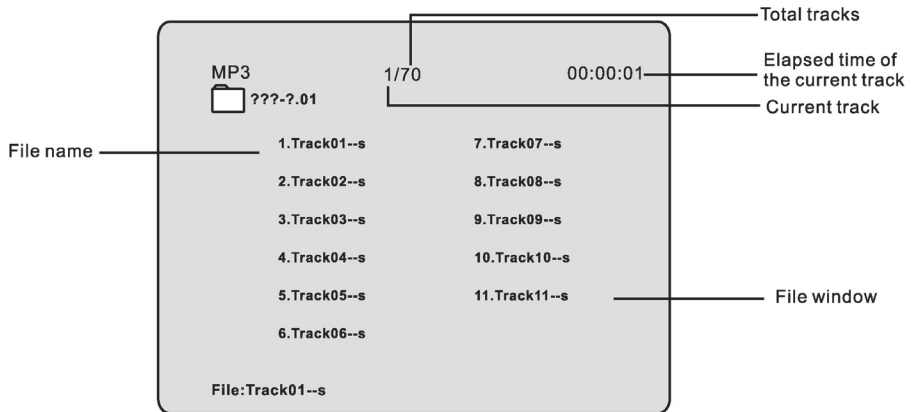 Total tracks
MP3
1/70
00:00:01
Elapsed time of
the current track
???-?.01
Current track
File name
1.Track01--s
2.Track02--s
3.Track03--s
4.Track04--s
5.Track05--s
6.Track06--s
7.Track07--s
8.Track08--s
9.Track09--s
10.Track10--s
11.Track11--s
File window
File:Track01--s